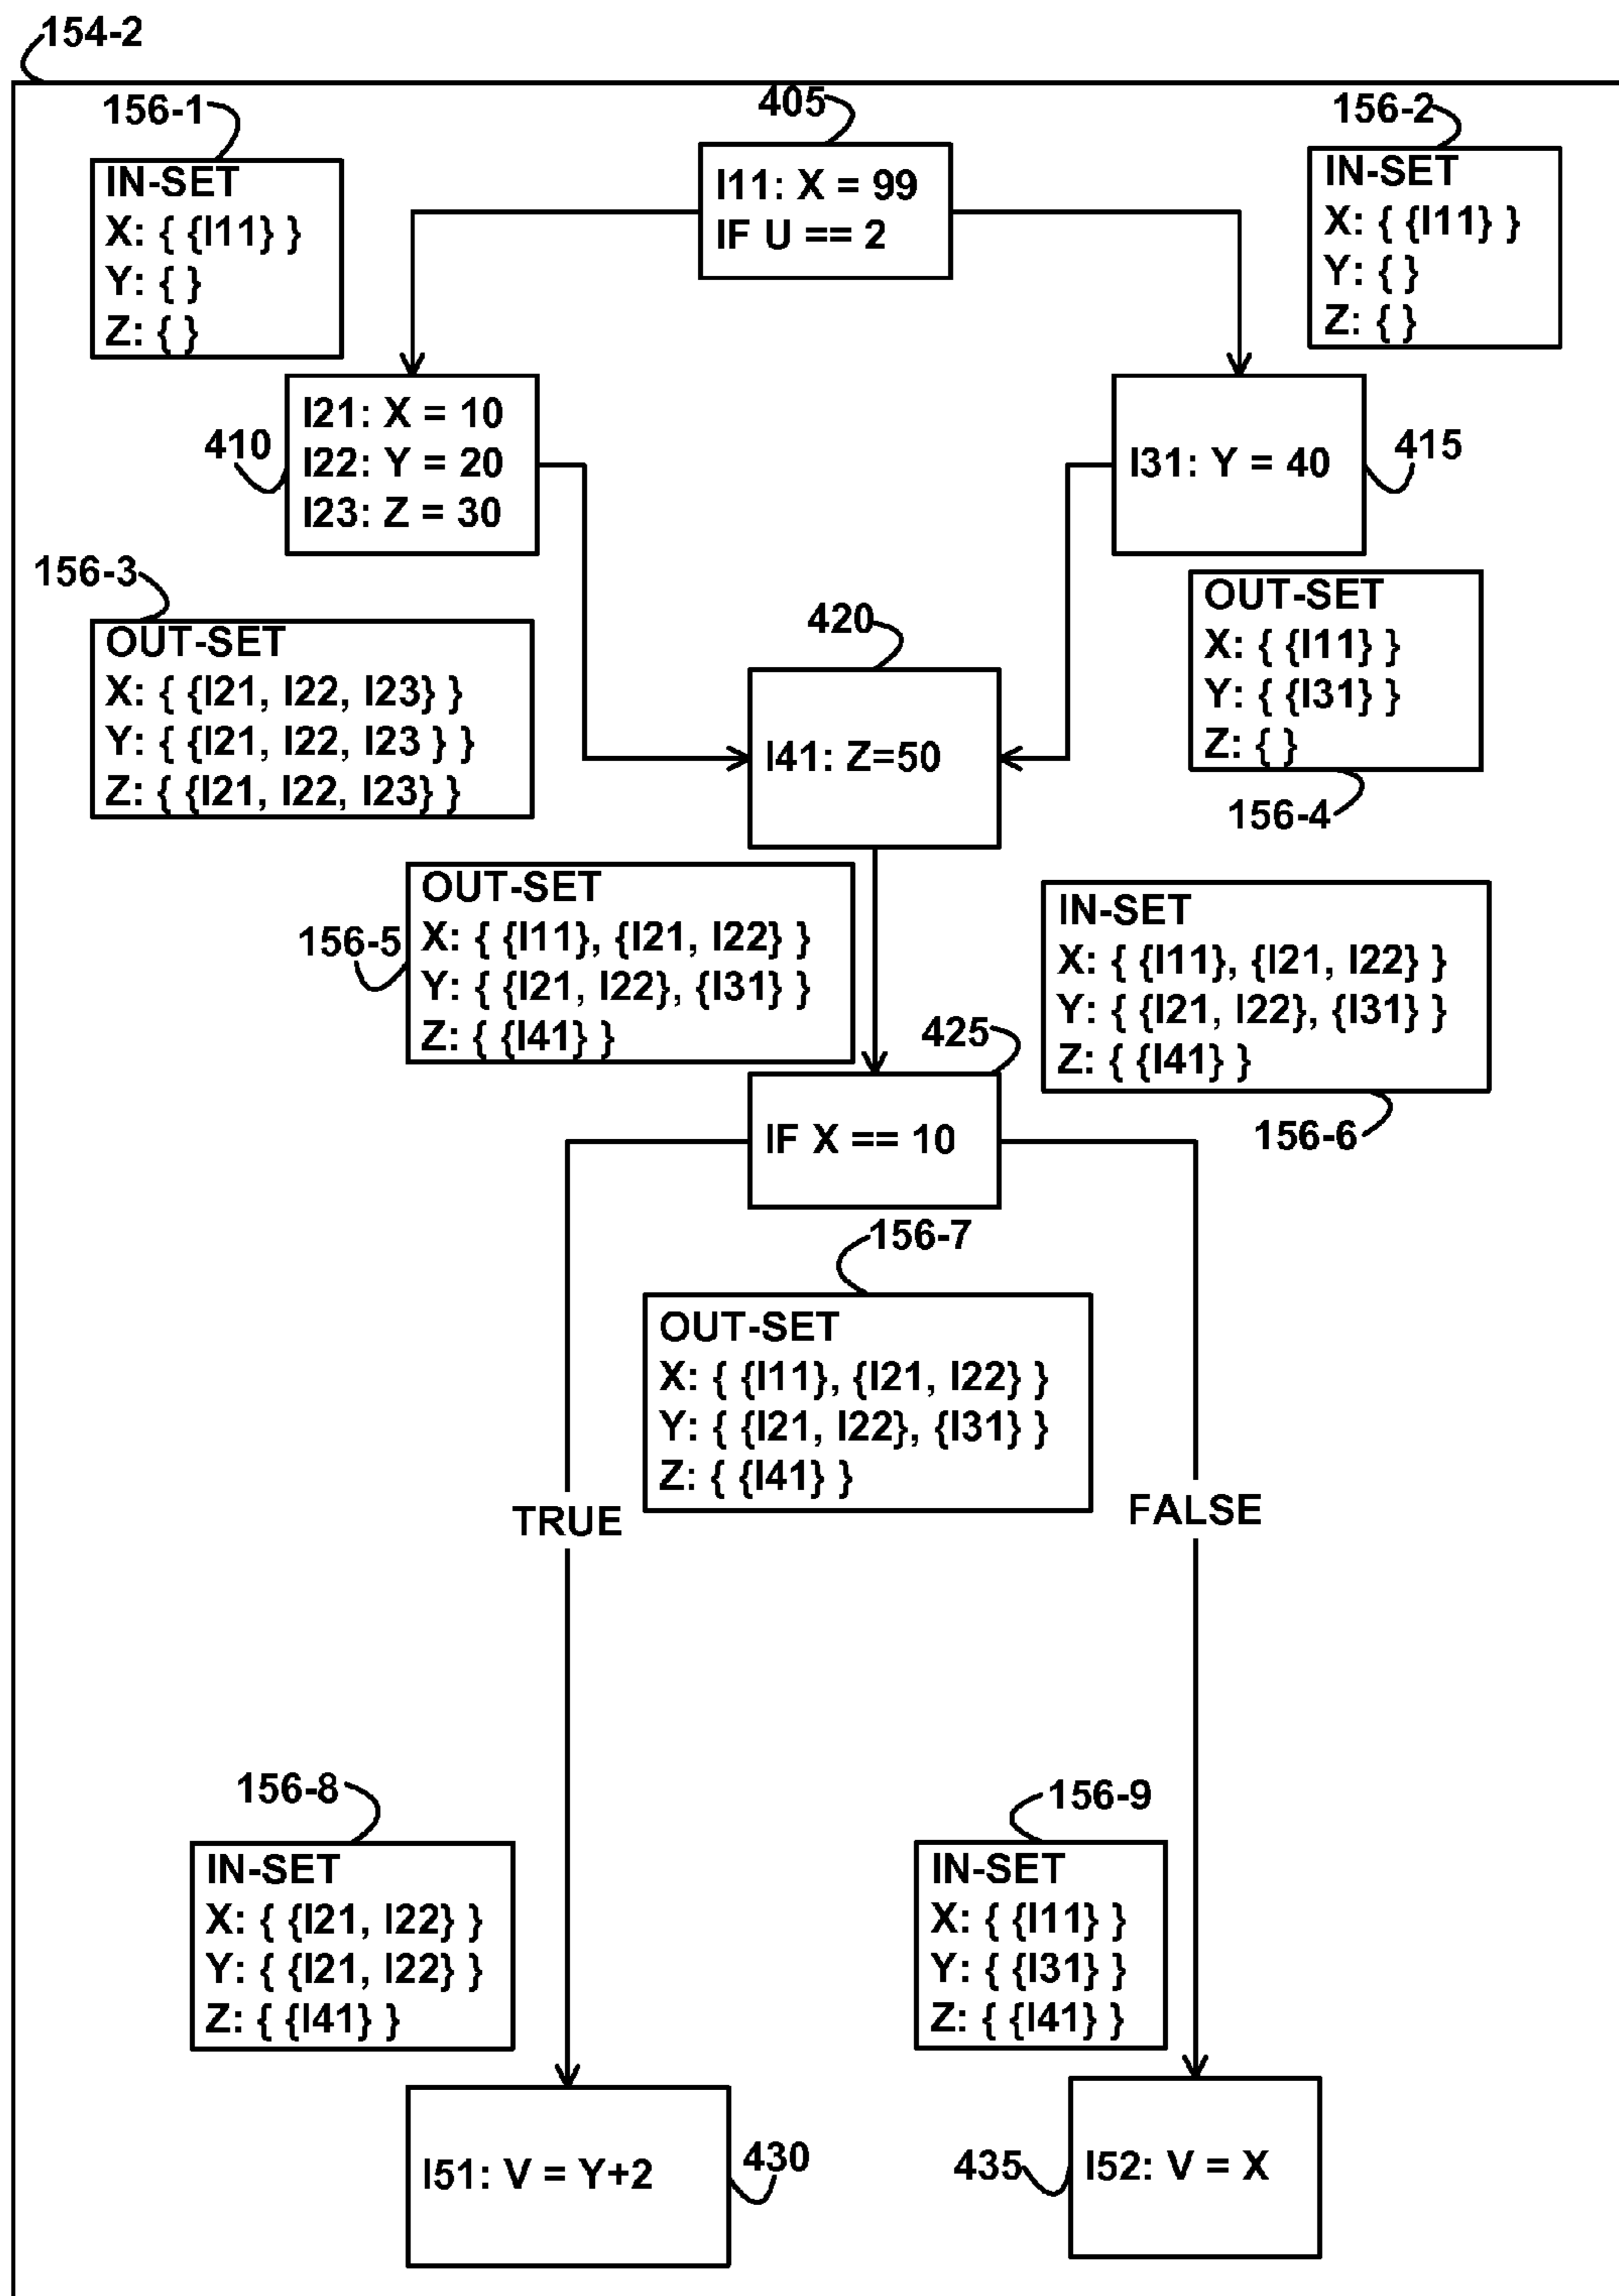 154-2
156-1
405
156-2
IN-SET
X: { {I11} }
Y: { }
Z: { }
I11: X = 99
IF U == 2
IN-SET
X: { {I11} }
Y: { }
Z: { }
410
I21: X = 10
I22: Y = 20
I23: Z = 30
I31: Y = 40
415
156-3
OUT-SET
X: { {I21, I22, I23} }
Y: { {I21, I22, I23 } }
Z: { {I21, I22, I23} }
420
I41: Z=50
OUT-SET
X: { {I11} }
Y: { {I31} }
Z: { }
156-4
156-5
OUT-SET
X: { {I11}, {I21, I22} }
Y: { {I21, I22}, {I31} }
Z: { {I41} }
IN-SET
X: { {I11}, {I21, I22} }
Y: { {I21, I22}, {I31} }
Z: { {I41} }
156-6
425
IF X == 10
156-7
OUT-SET
X: { {I11}, {I21, I22} }
Y: { {I21, I22}, {I31} }
Z: { {I41} }
TRUE
FALSE
156-8
IN-SET
X: { {I21, I22} }
Y: { {I21, I22} }
Z: { {I41} }
156-9
IN-SET
X: { {I11} }
Y: { {I31} }
Z: { {I41} }
I51: V = Y+2
430
435
I52: V = X